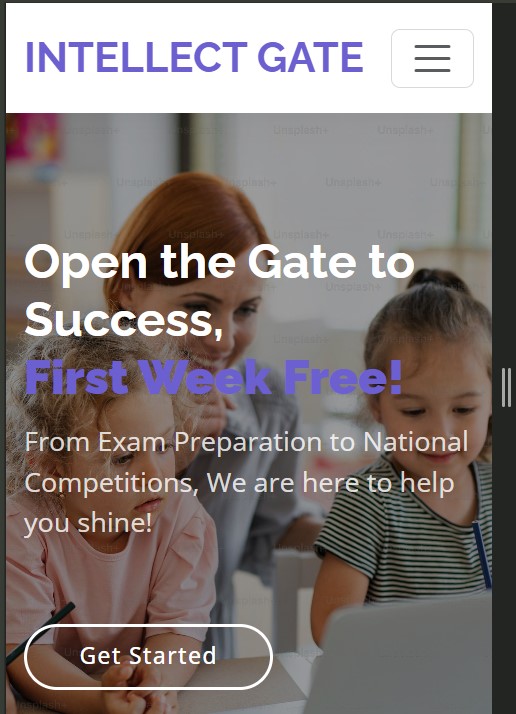 INTELLECT GATE
Open the Gate to
Success,
First Week Free!
From Exam Preparation to National
Competitions, We are here to help
you shine!
Get Started
Unsplash+